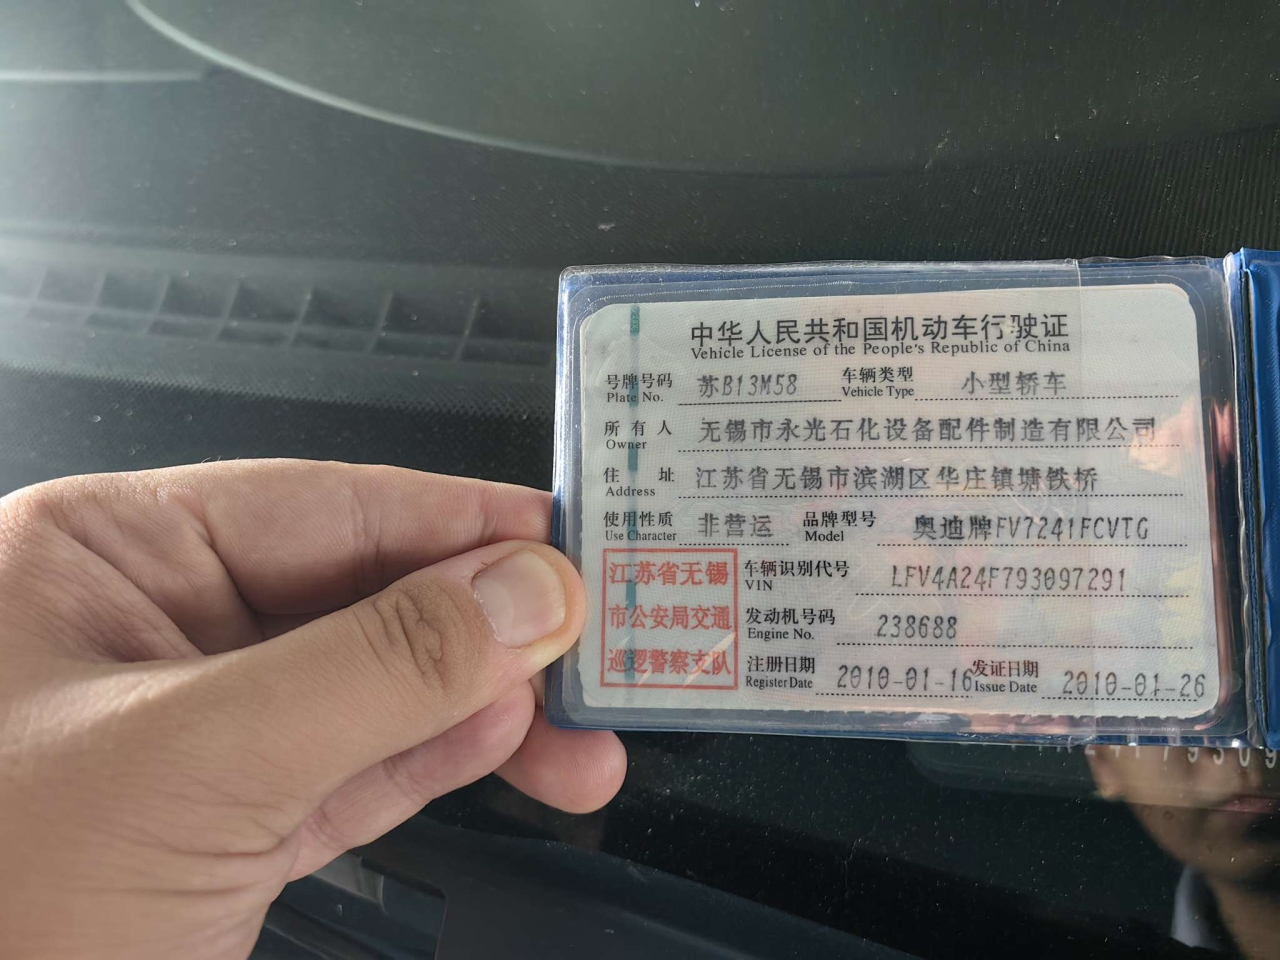 中华人民共和国机动车行驶证
Vehicle License of the People's Republic of China
号牌号码 苏B13M58 车辆类型 小型轿车
Plate No. Vehicle Type
所有人 无锡市永光石化设备配件制造有限公司
Owner
住址 江苏省无锡市滨湖区华庄镇塘铁桥
Address
使用性质 非营运 品牌型号 奥迪牌FV7241FCVTG
Use Character Model
江苏省无锡
市公安局交通
巡逻警察支队
车辆识别代号 LFV4A24F793097291
VIN
发动机号码 238688
Engine No.
注册日期 2010-01-16 发证日期 2010-01-26
Register Date Issue Date